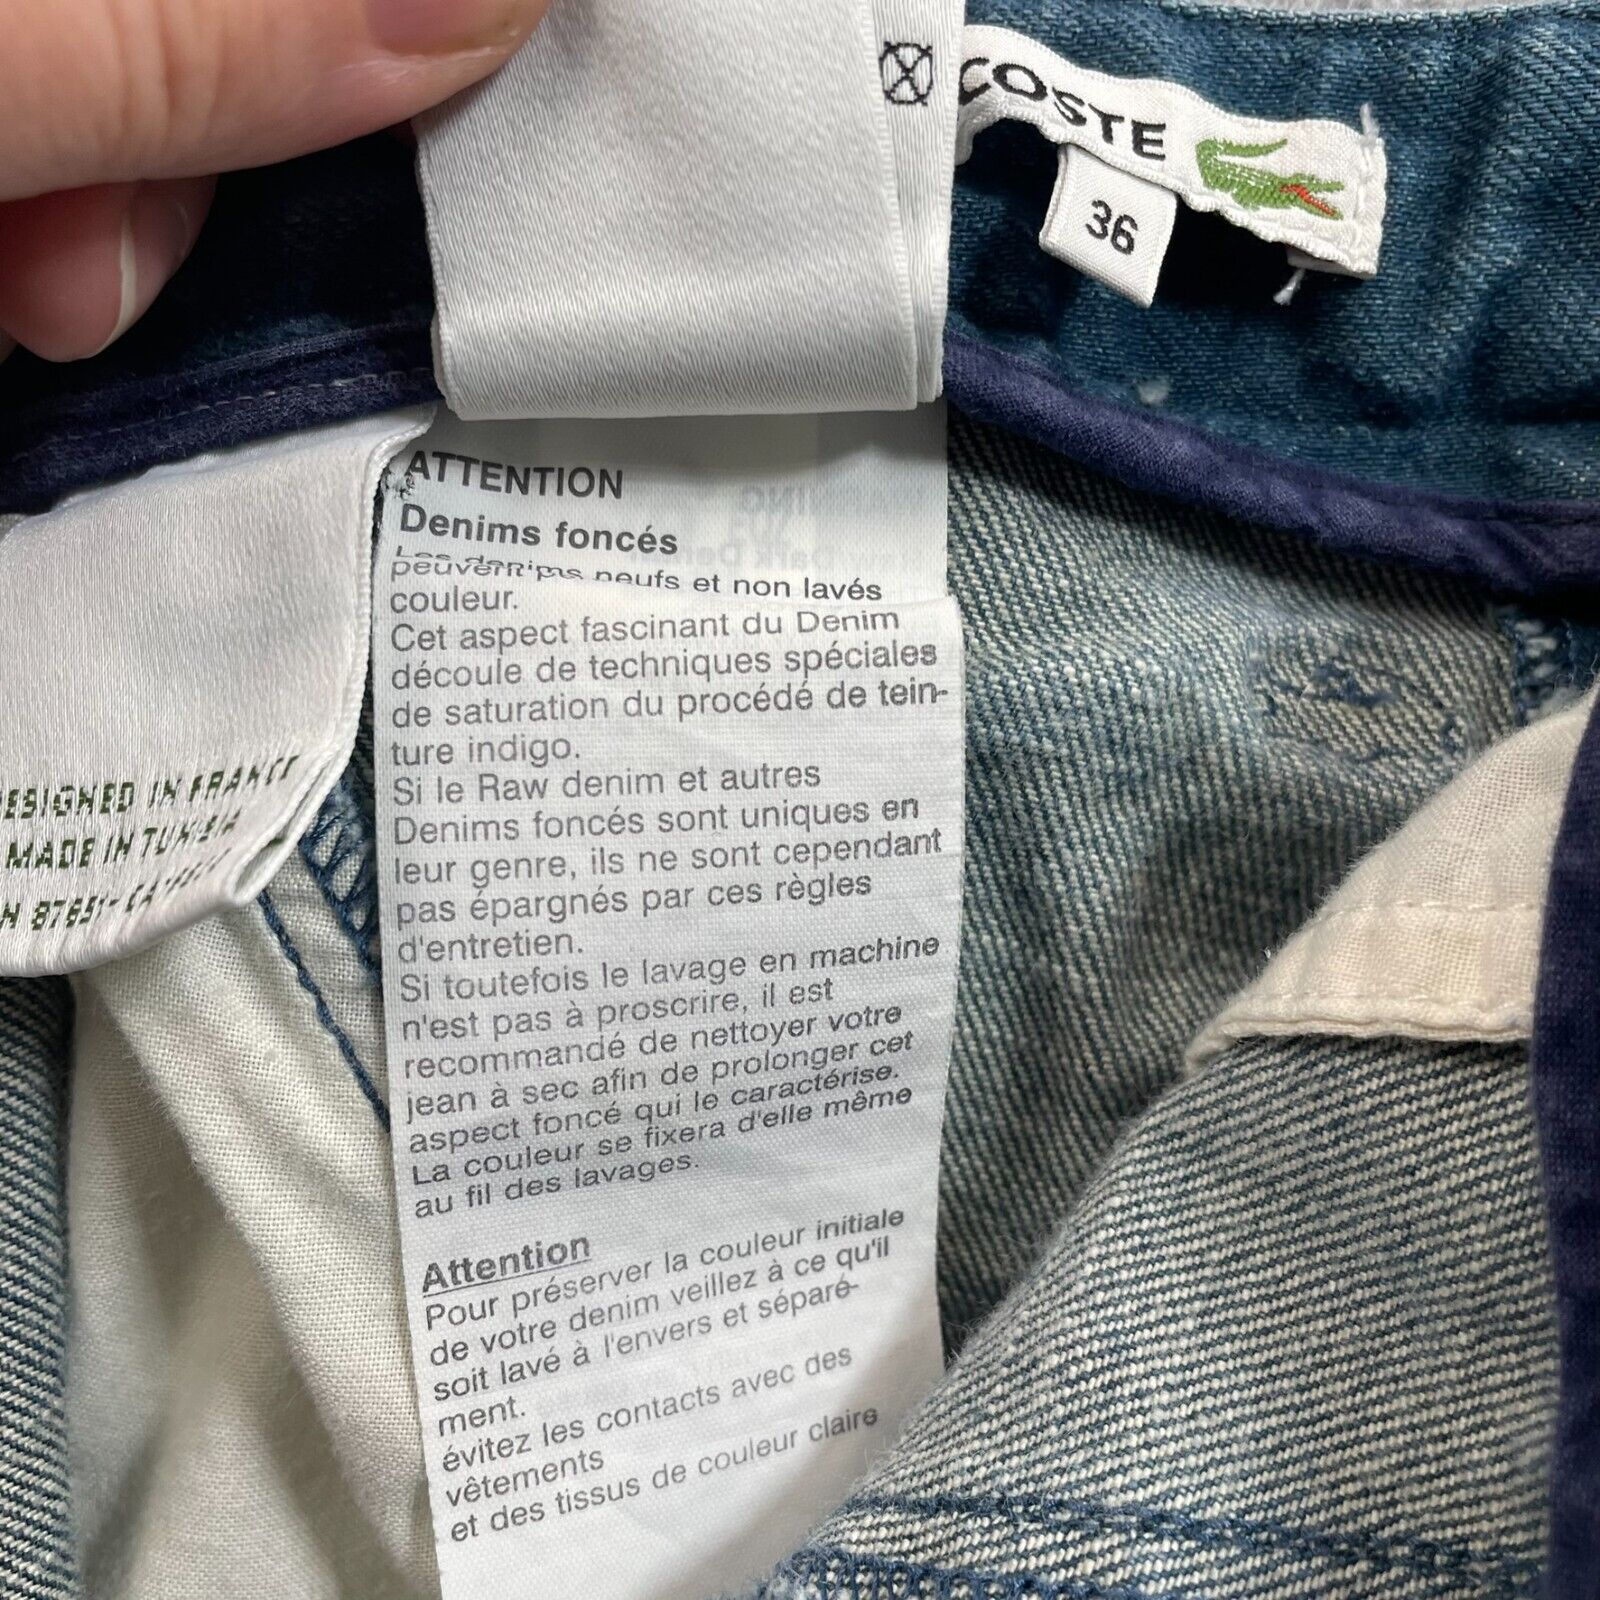 COSTE
36
ATTENTION
Denims foncés
neufs et non lavés
couleur.
Cet aspect fascinant du Denim
découle de techniques spéciales
de saturation du procédé de tein-
ture indigo.
Si le Raw denim et autres
Denims foncés sont uniques en
leur genre, ils ne sont cependant
pas épargnés par ces règles
d'entretien.
Si toutefois le lavage en machine
n'est pas à proscrire, il est
recommandé de nettoyer votre
jean à sec afin de prolonger cet
aspect foncé qui le caractérise.
La couleur se fixera d'elle même
au fil des lavages.
Attention
Pour préserver la couleur initiale
de votre denim veillez à ce qu'il
soit lavé à l'envers et séparé-
ment.
évitez les contacts avec des
vêtements
et des tissus de couleur claire
DESIGNED IN FRANCE
MADE IN TUNISIA